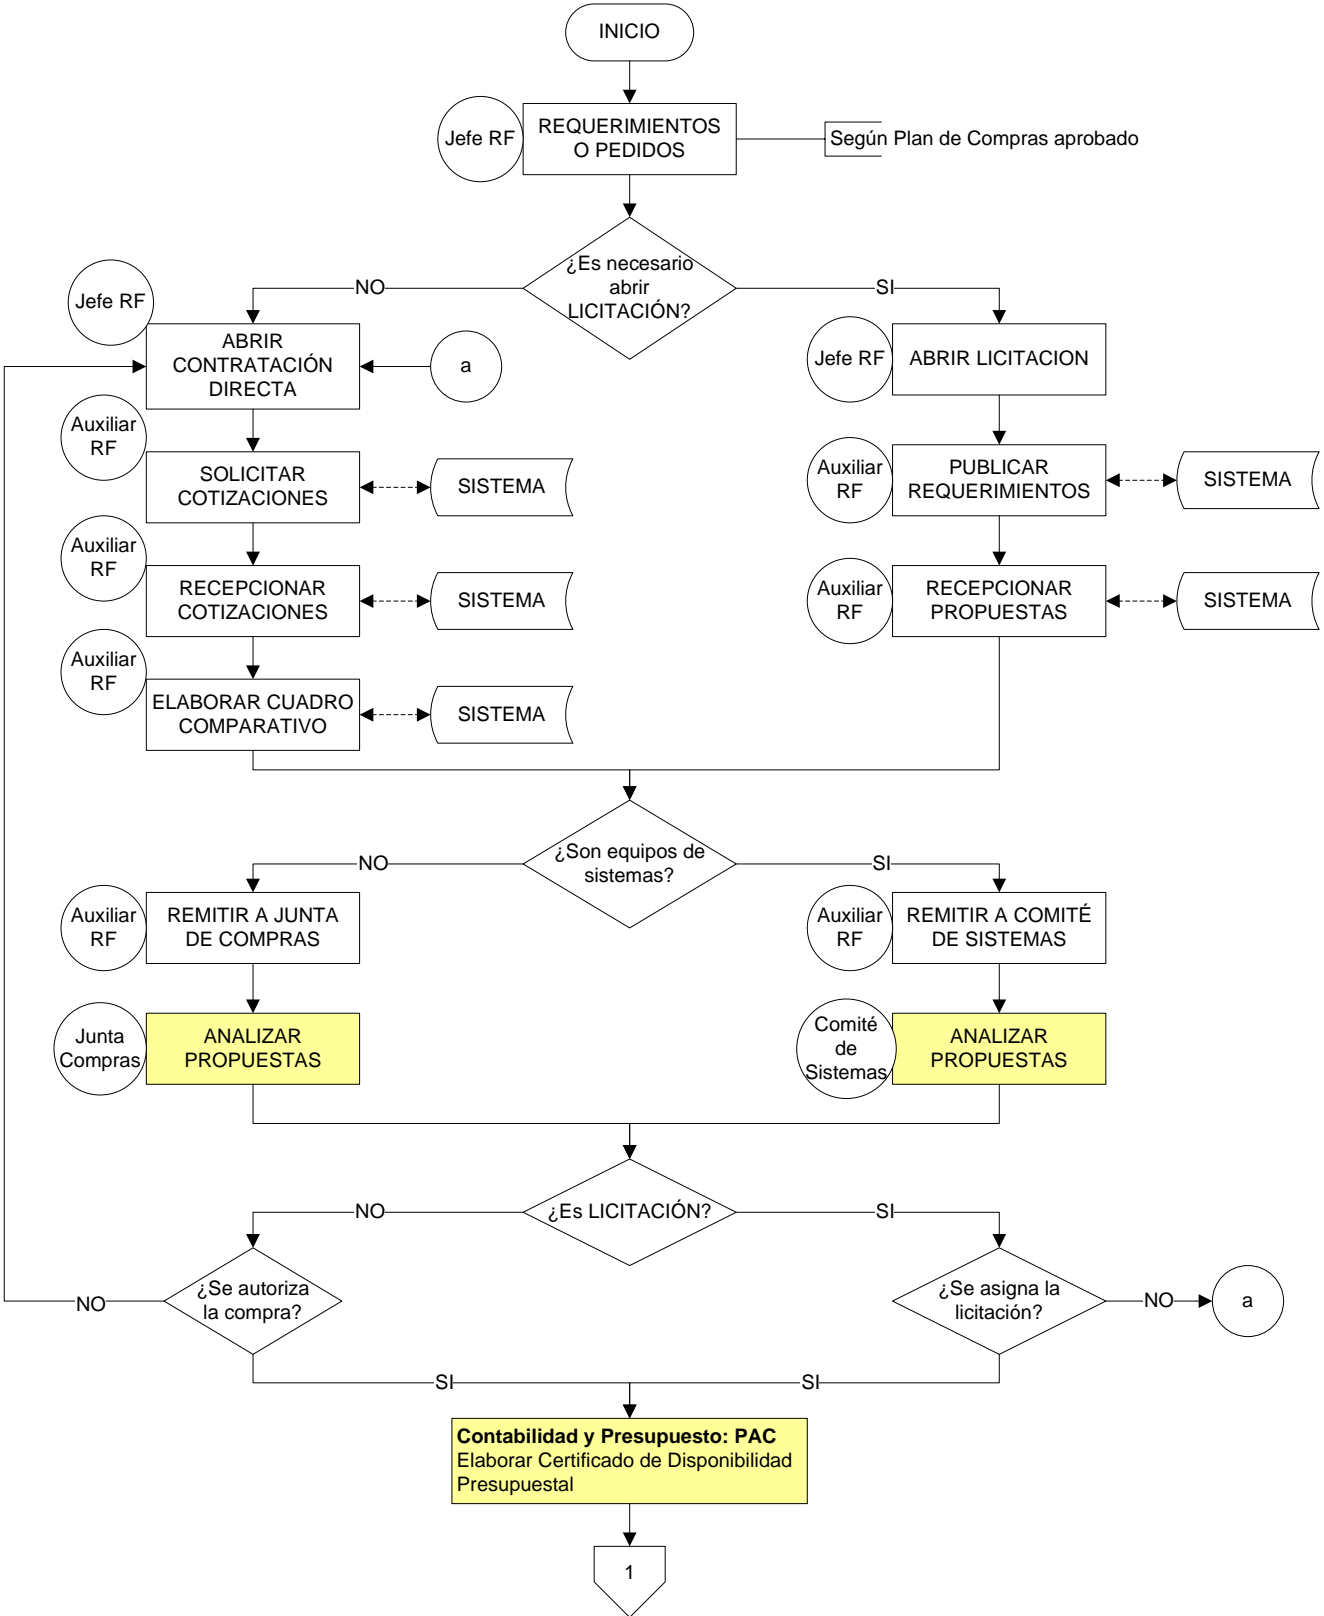 INICIO
Jefe RF
REQUERIMIENTOS
O PEDIDOS
Según Plan de Compras aprobado
¿Es necesario
abrir
LICITACIÓN?
NO
SI
Jefe RF
ABRIR
CONTRATACIÓN
DIRECTA
a
Jefe RF
ABRIR LICITACION
Auxiliar
RF
SOLICITAR
COTIZACIONES
SISTEMA
Auxiliar
RF
PUBLICAR
REQUERIMIENTOS
SISTEMA
Auxiliar
RF
RECEPCIONAR
COTIZACIONES
SISTEMA
Auxiliar
RF
RECEPCIONAR
PROPUESTAS
SISTEMA
Auxiliar
RF
ELABORAR CUADRO
COMPARATIVO
SISTEMA
¿Son equipos de
sistemas?
NO
SI
Auxiliar
RF
REMITIR A JUNTA
DE COMPRAS
Auxiliar
RF
REMITIR A COMITÉ
DE SISTEMAS
Junta
Compras
ANALIZAR
PROPUESTAS
Comité
de
Sistemas
ANALIZAR
PROPUESTAS
¿Es LICITACIÓN?
NO
SI
¿Se autoriza
la compra?
NO
¿Se asigna la
licitación?
NO
a
SI
SI
Contabilidad y Presupuesto: PAC
Elaborar Certificado de Disponibilidad
Presupuestal
1